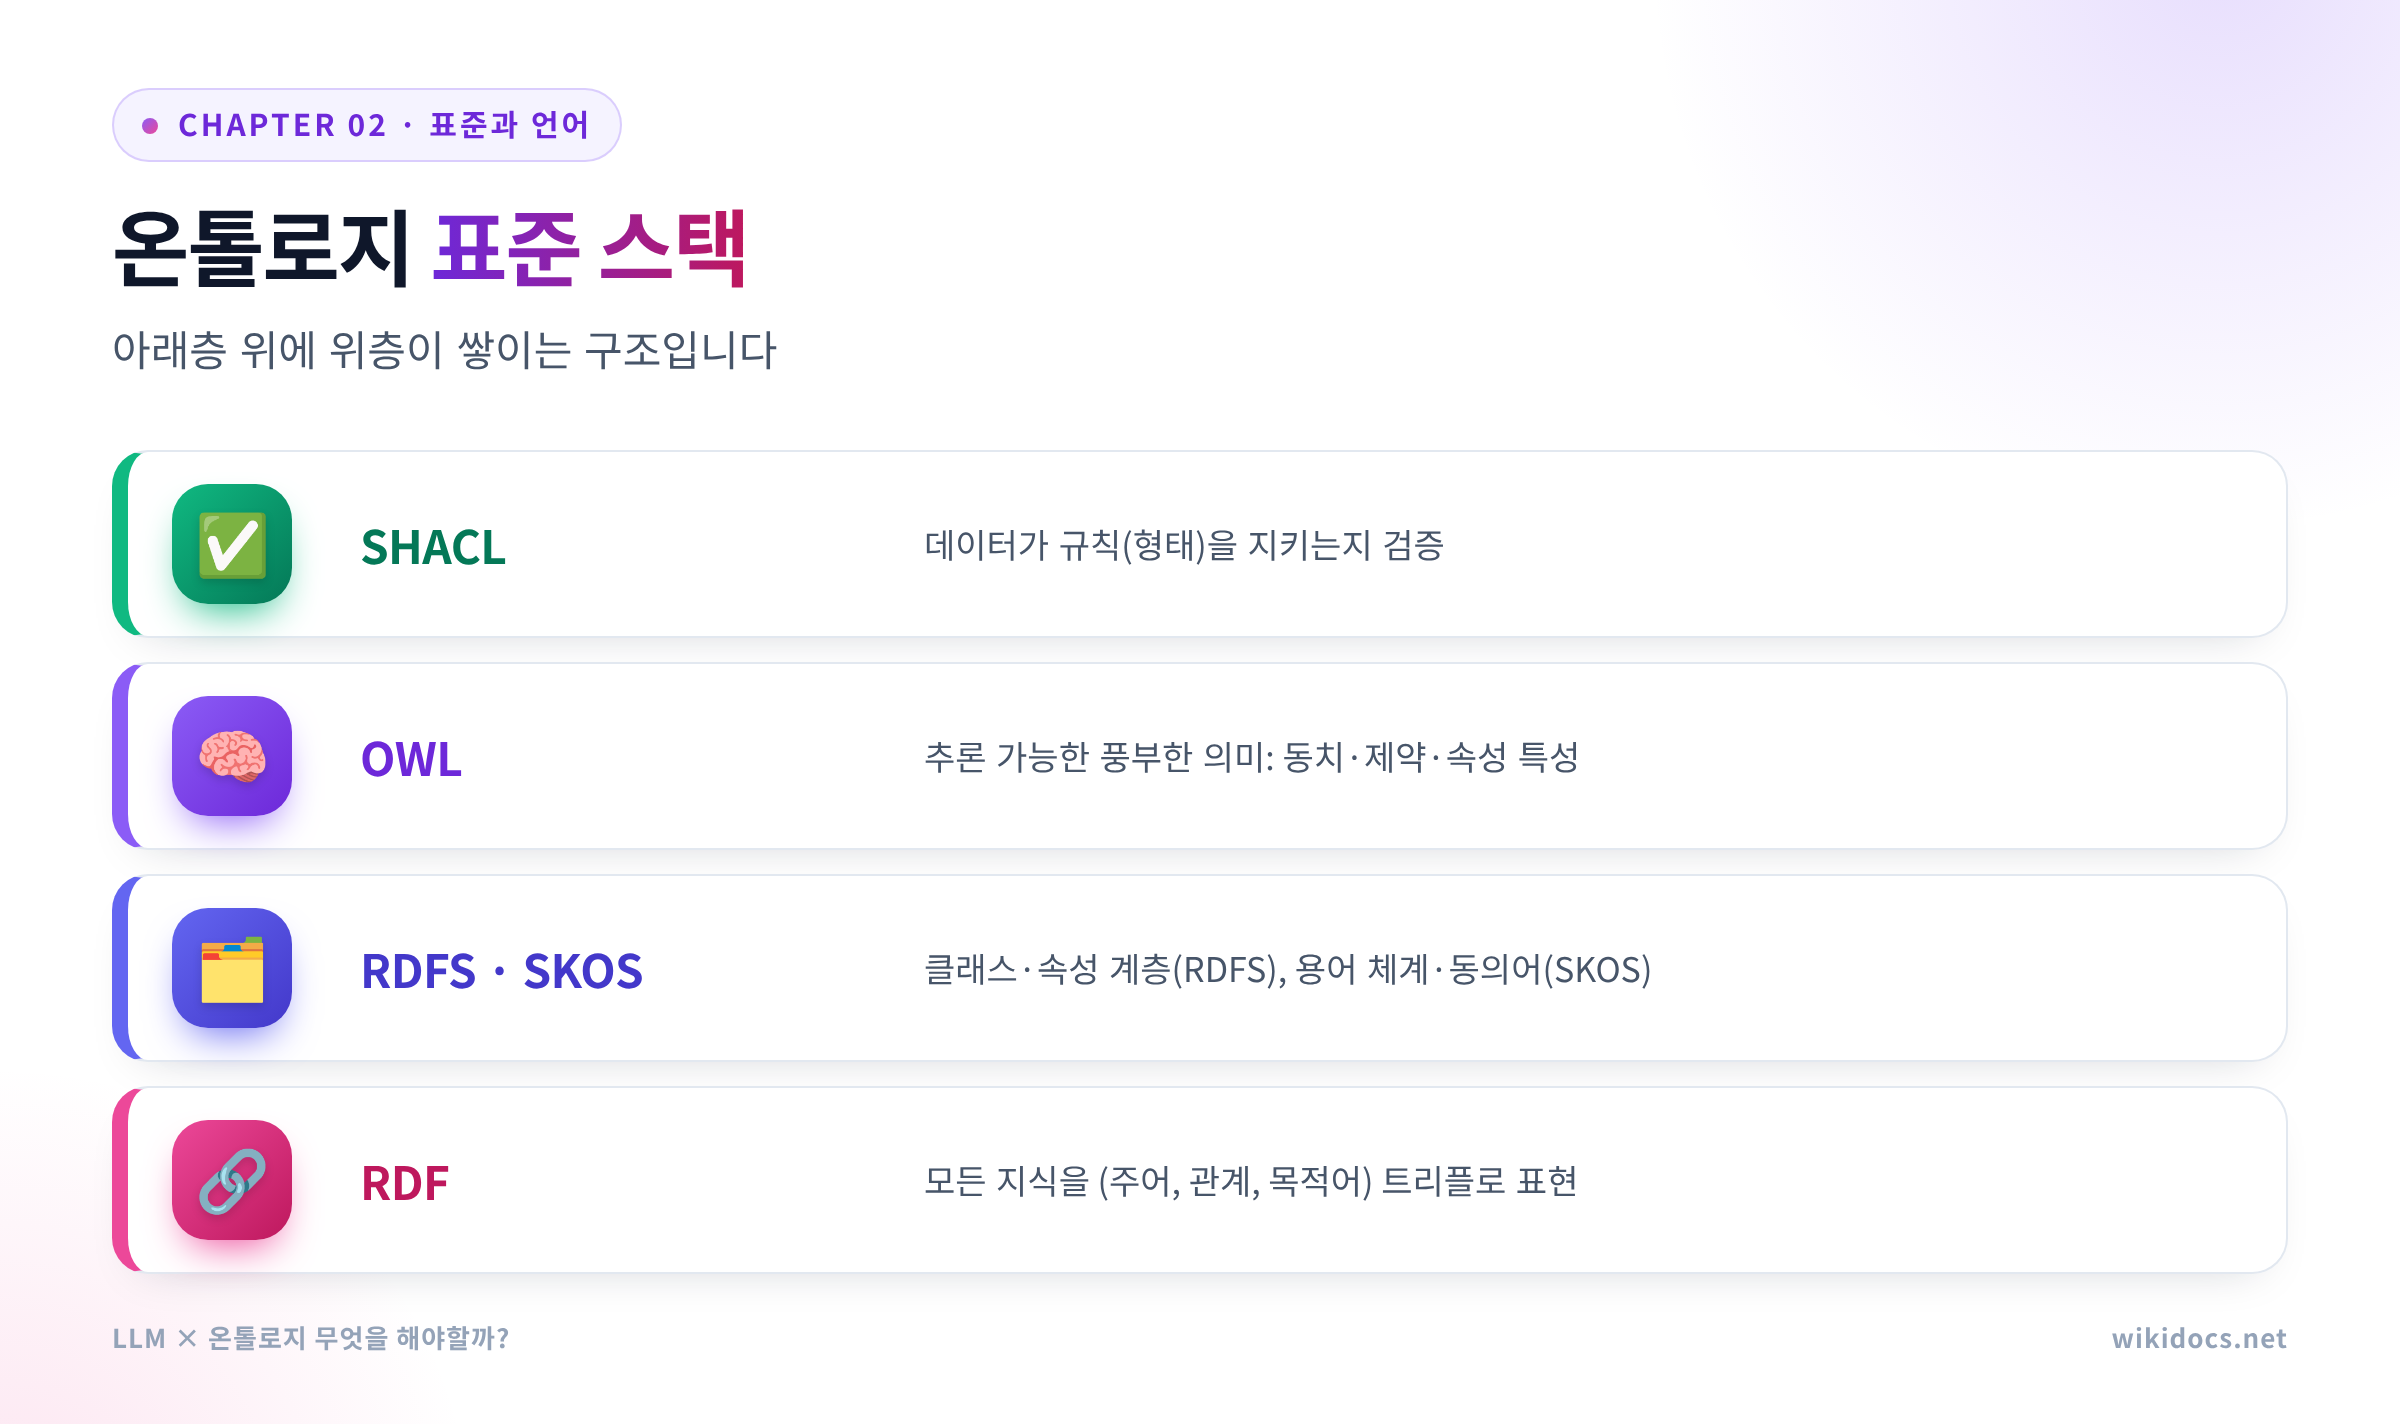 CHAPTER 02 · 표준과 언어
온톨로지 표준 스택
아래층 위에 위층이 쌓이는 구조입니다
SHACL
데이터가 규칙(형태)을 지키는지 검증
OWL
추론 가능한 풍부한 의미: 동치·제약·속성 특성
RDFS · SKOS
클래스·속성 계층(RDFS), 용어 체계·동의어(SKOS)
RDF
모든 지식을 (주어, 관계, 목적어) 트리플로 표현
LLM × 온톨로지 무엇을 해야할까?
wikidocs.net